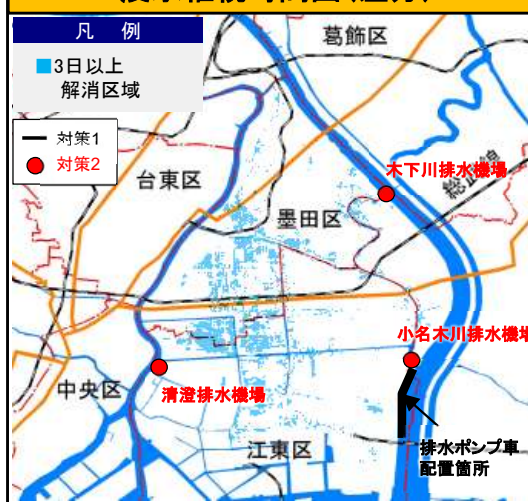 凡 例
3日以上
解消区域
対策1
対策2
葛飾区
台東区
木下川排水機場
総武線
墨田区
小名木川排水機場
中央区
清澄排水機場
排水ポンプ車
配置箇所
江東区